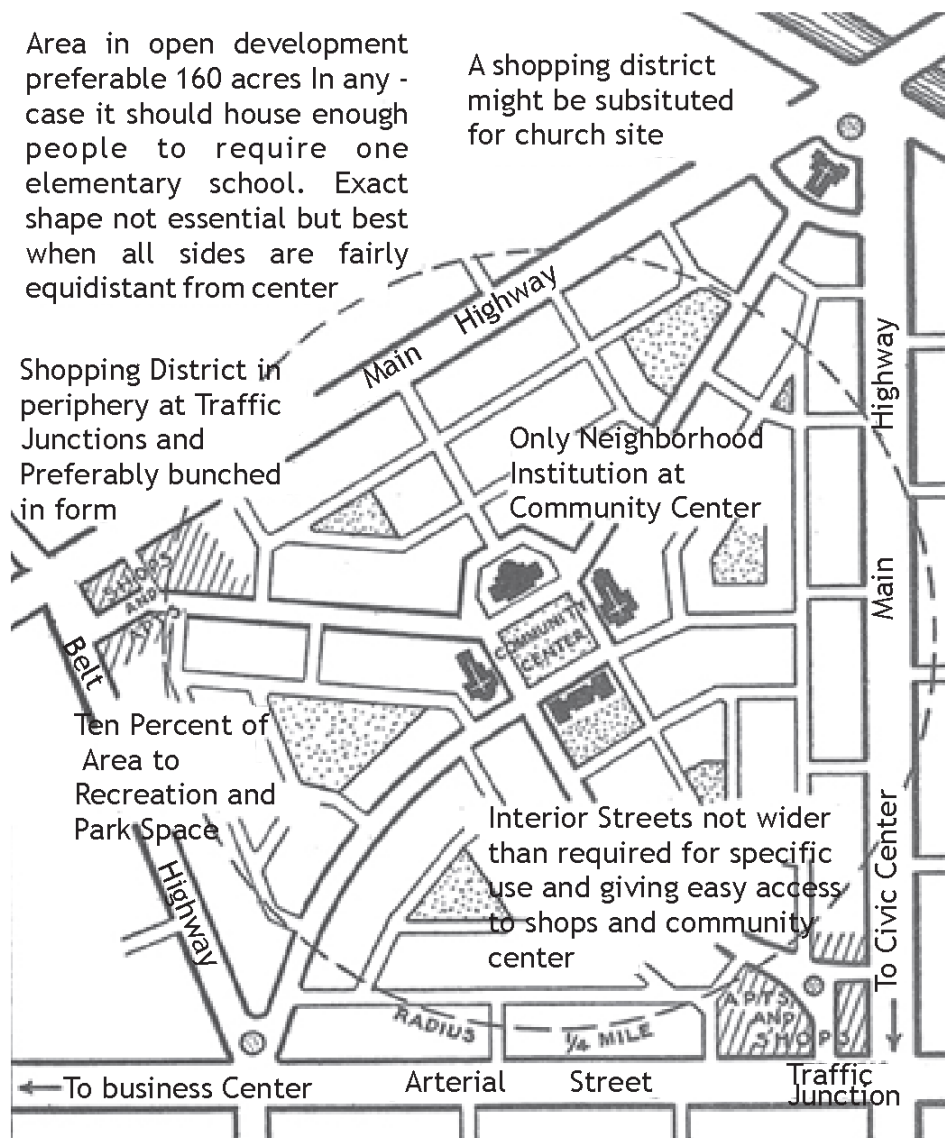 Area in open development
preferable 160 acres In any -
case it should house enough
people to require one
elementary school. Exact
shape not essential but best
when all sides are fairly
equidistant from center
A shopping district
might be subsituted
for church site
Main Highway
Shopping District in
periphery at Traffic
Junctions and
Preferably bunched
in form
Only Neighborhood
Institution at
Community Center
Main Highway
SHOPS
AND
APTS
COMMUNITY
CENTER
Belt
Highway
Ten Percent of
Area to
Recreation and
Park Space
Interior Streets not wider
than required for specific
use and giving easy access
to shops and community
center
To Civic Center
RADIUS 1/4 MILE
APTS.
AND
SHOPS
To business Center
Arterial Street
Traffic
Junction